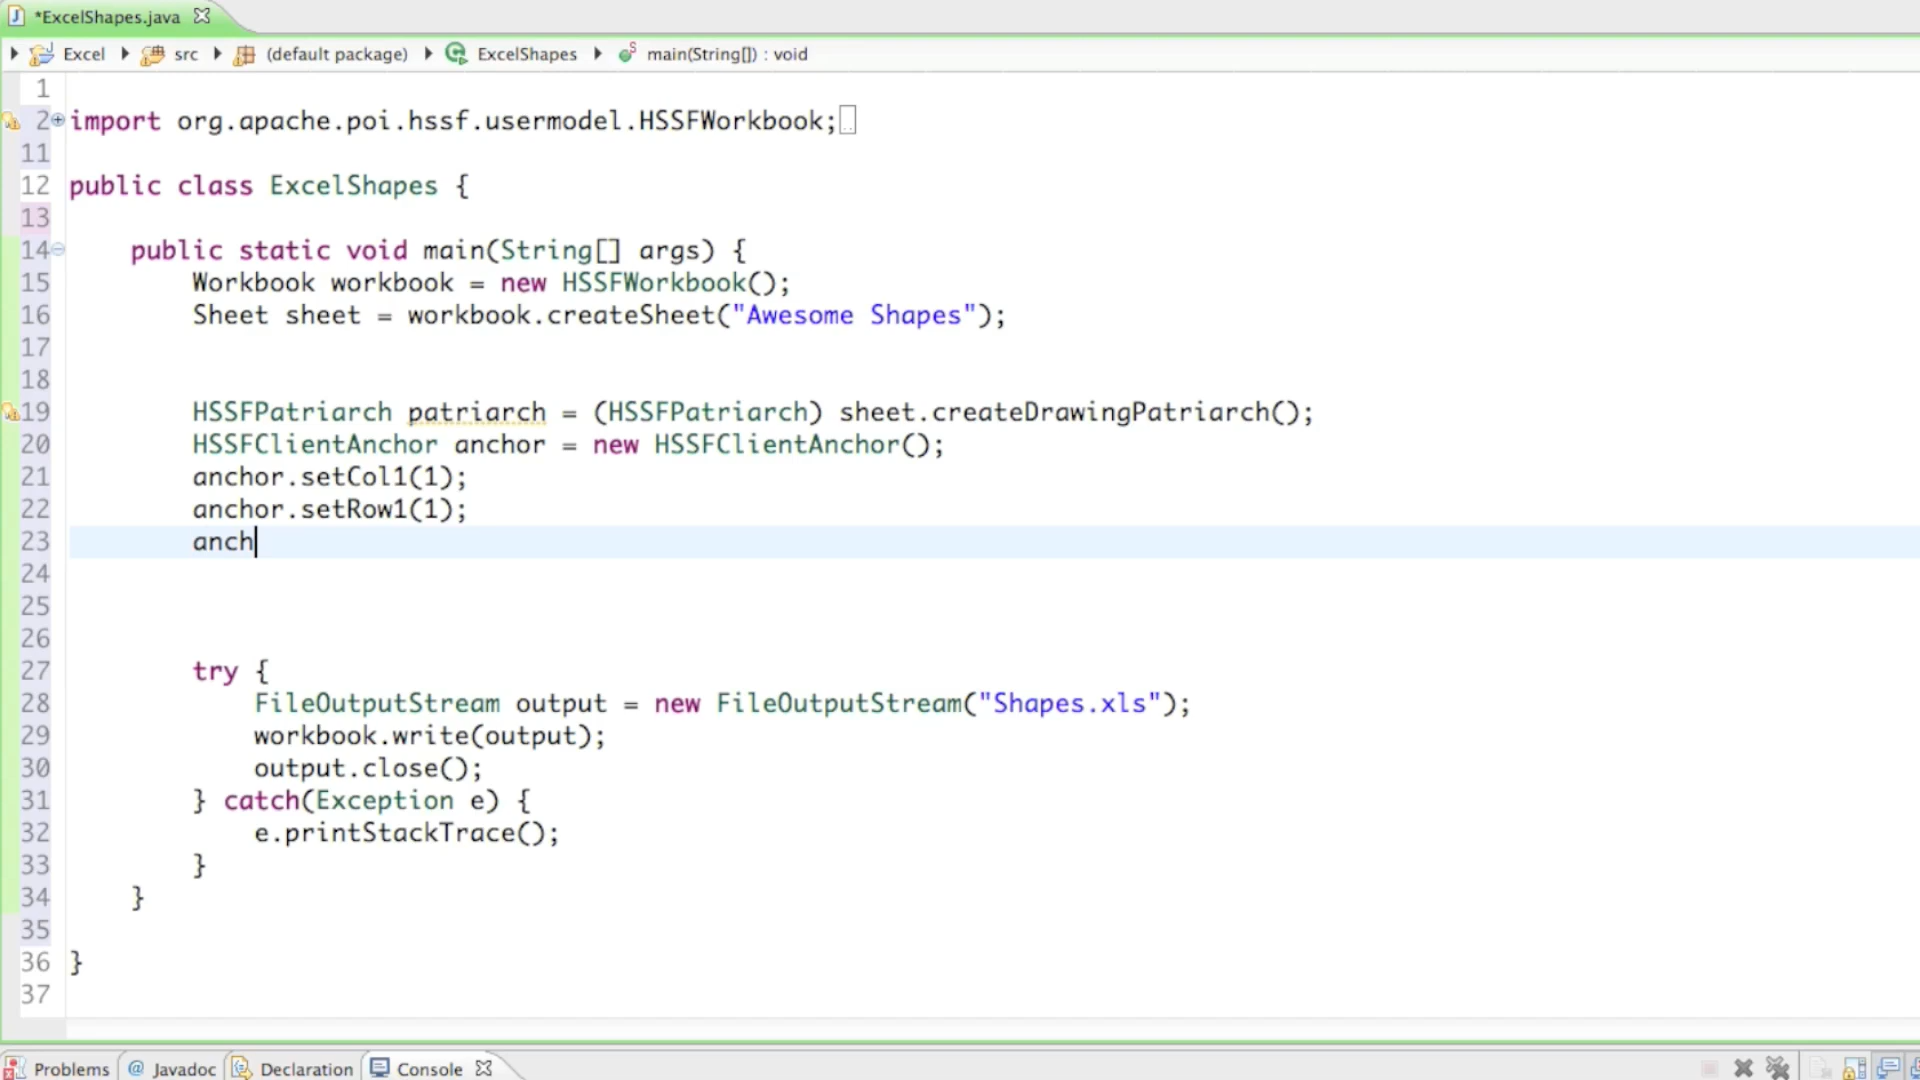 *ExcelShapes.java
Excel src (default package) ExcelShapes main(String[]) : void
1
2 import org.apache.poi.hssf.usermodel.HSSFWorkbook;
11
12 public class ExcelShapes {
13
14 public static void main(String[] args) {
15 Workbook workbook = new HSSFWorkbook();
16 Sheet sheet = workbook.createSheet("Awesome Shapes");
17
18
19 HSSFPatriarch patriarch = (HSSFPatriarch) sheet.createDrawingPatriarch();
20 HSSFClientAnchor anchor = new HSSFClientAnchor();
21 anchor.setCol1(1);
22 anchor.setRow1(1);
23 anch
24
25
26
27 try {
28 FileOutputStream output = new FileOutputStream("Shapes.xls");
29 workbook.write(output);
30 output.close();
31 } catch(Exception e) {
32 e.printStackTrace();
33 }
34 }
35
36 }
37
Problems @ Javadoc Declaration Console